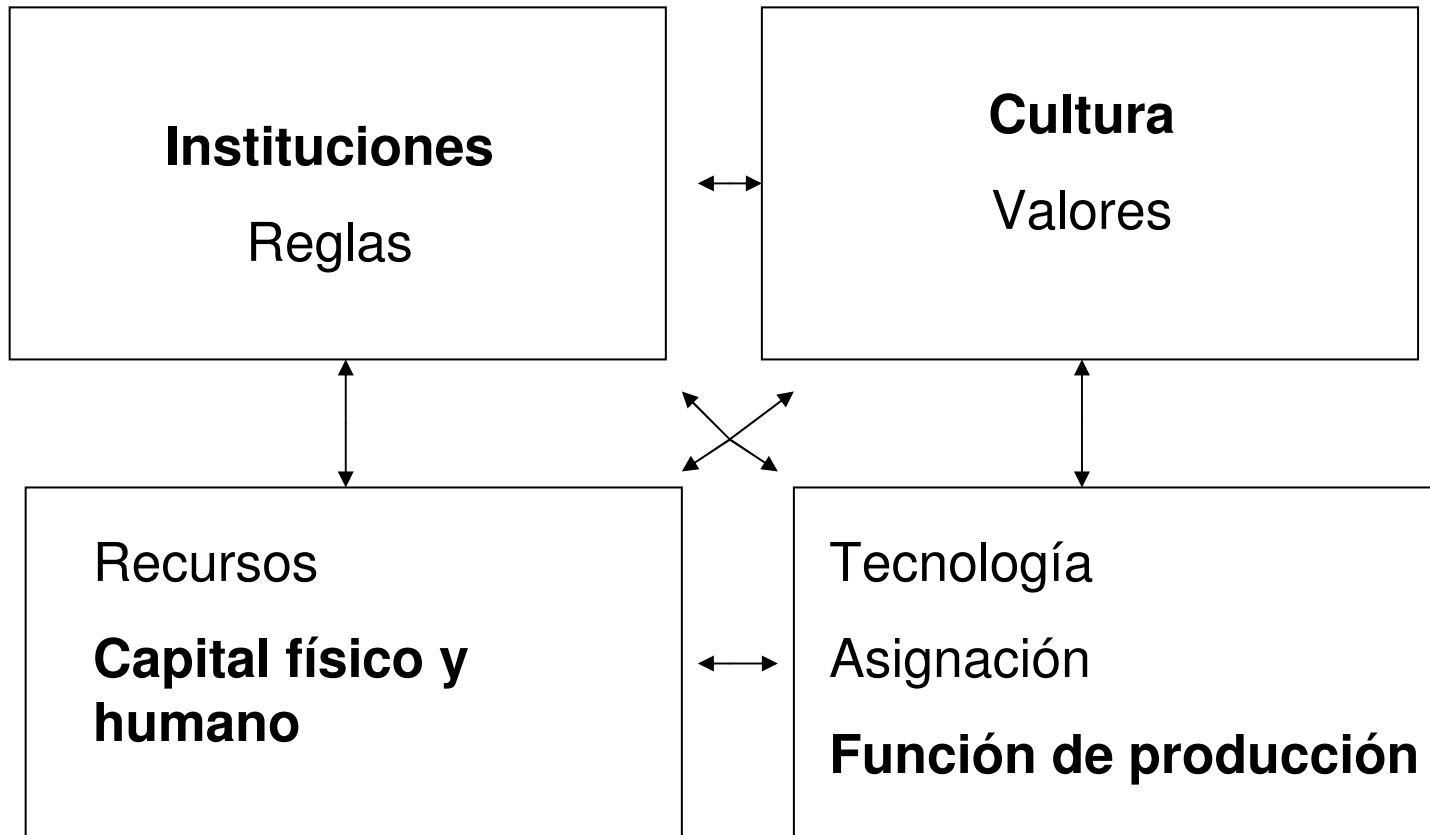 Instituciones
Reglas
Cultura
Valores
Recursos
Capital físico y
humano
Tecnología
Asignación
Función de producción